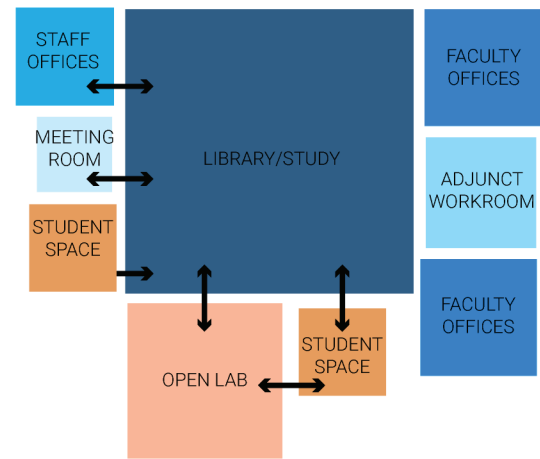 STAFF
OFFICES
FACULTY
OFFICES
MEETING
ROOM
LIBRARY/STUDY
ADJUNCT
WORKROOM
STUDENT
SPACE
FACULTY
OFFICES
STUDENT
SPACE
OPEN LAB